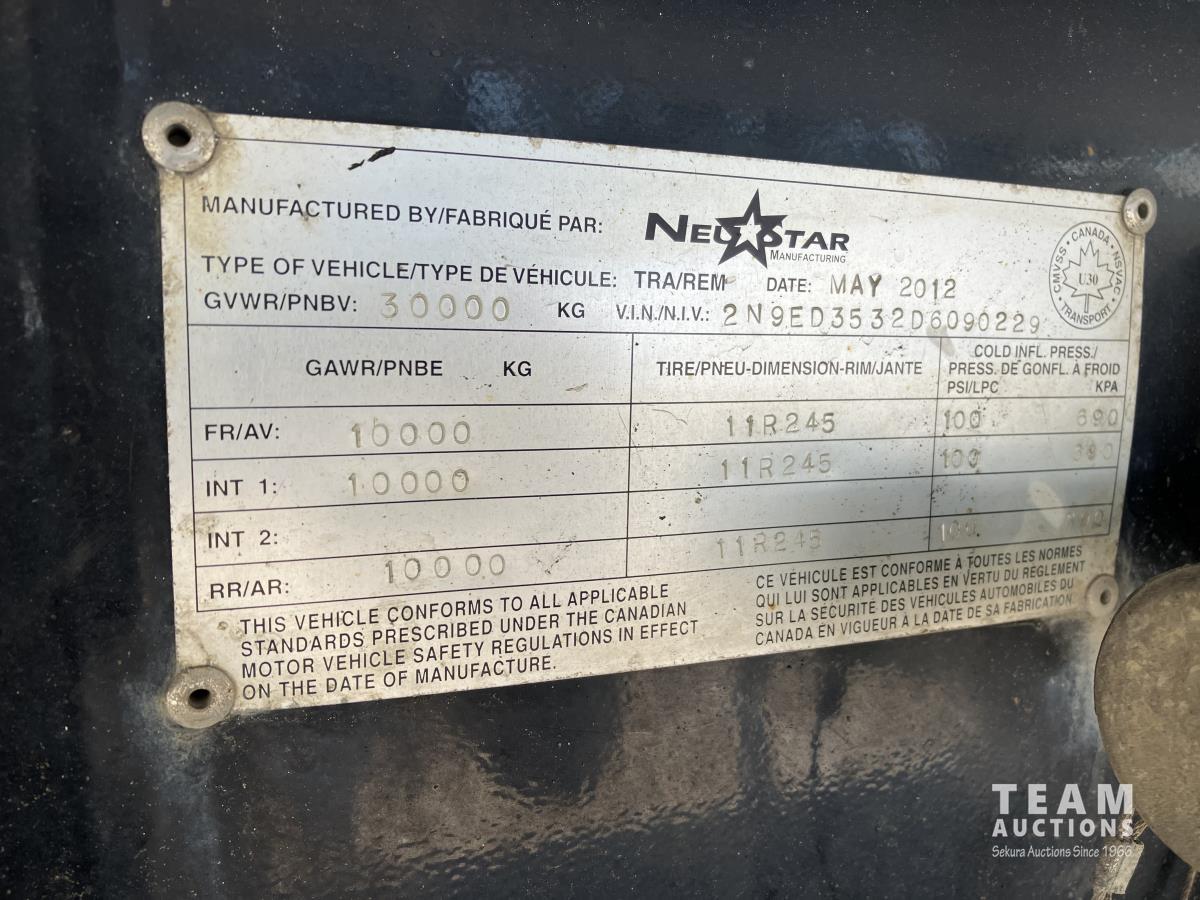 MANUFACTURED BY/FABRIQUÉ PAR: NEUSTAR
MANUFACTURING
TYPE OF VEHICLE/TYPE DE VÉHICULE: TRA/REM DATE: MAY 2012
GVWR/PNBV: 30000 KG V.I.N./N.I.V.: 2N9ED3532D6090229
CMVSS • CANADA • NSVAC • TRANSPORT •
U30
GAWR/PNBE KG TIRE/PNEU-DIMENSION-RIM/JANTE COLD INFL. PRESS./
PRESS. DE GONFL. À FROID
PSI/LPC KPA
FR/AV: 10000 11R245 100 690
INT 1: 10000 11R245 100
INT 2:
RR/AR: 10000 11R245 100
THIS VEHICLE CONFORMS TO ALL APPLICABLE
STANDARDS PRESCRIBED UNDER THE CANADIAN
MOTOR VEHICLE SAFETY REGULATIONS IN EFFECT
ON THE DATE OF MANUFACTURE.
CE VÉHICULE EST CONFORME À TOUTES LES NORMES
QUI LUI SONT APPLICABLES EN VERTU DU RÉGLEMENT
SUR LA SÉCURITÉ DES VÉHICULES AUTOMOBILES DU
CANADA EN VIGUEUR À LA DATE DE SA FABRICATION.
TEAM
AUCTIONS
Sekura Auctions Since 1966